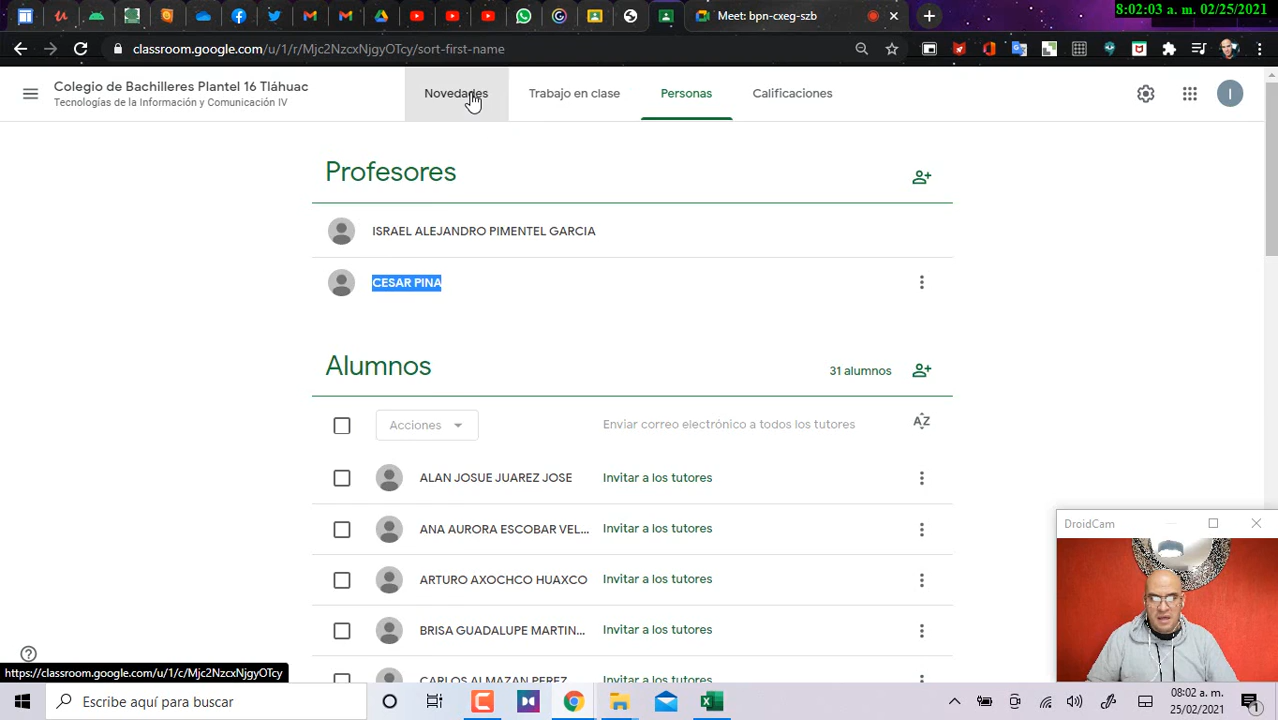 8:02:03 a. m. 02/25/2021
Meet: bpn-cxeg-szb
classroom.google.com/u/1/r/Mjc2NzcxNjgyOTcy/sort-first-name
Colegio de Bachilleres Plantel 16 Tláhuac
Tecnologías de la Información y Comunicación IV
Novedades
Trabajo en clase
Personas
Calificaciones
I
Profesores
ISRAEL ALEJANDRO PIMENTEL GARCIA
CESAR PINA
Alumnos
31 alumnos
Acciones
Enviar correo electrónico a todos los tutores
AZ
ALAN JOSUE JUAREZ JOSE
Invitar a los tutores
ANA AURORA ESCOBAR VEL...
Invitar a los tutores
ARTURO AXOCHCO HUAXCO
Invitar a los tutores
BRISA GUADALUPE MARTIN...
Invitar a los tutores
CARLOS ALMAZAN PEREZ
Invitar a los tutores
DroidCam
https://classroom.google.com/u/1/c/Mjc2NzcxNjgyOTcy
Escribe aquí para buscar
08:02 a. m.
25/02/2021